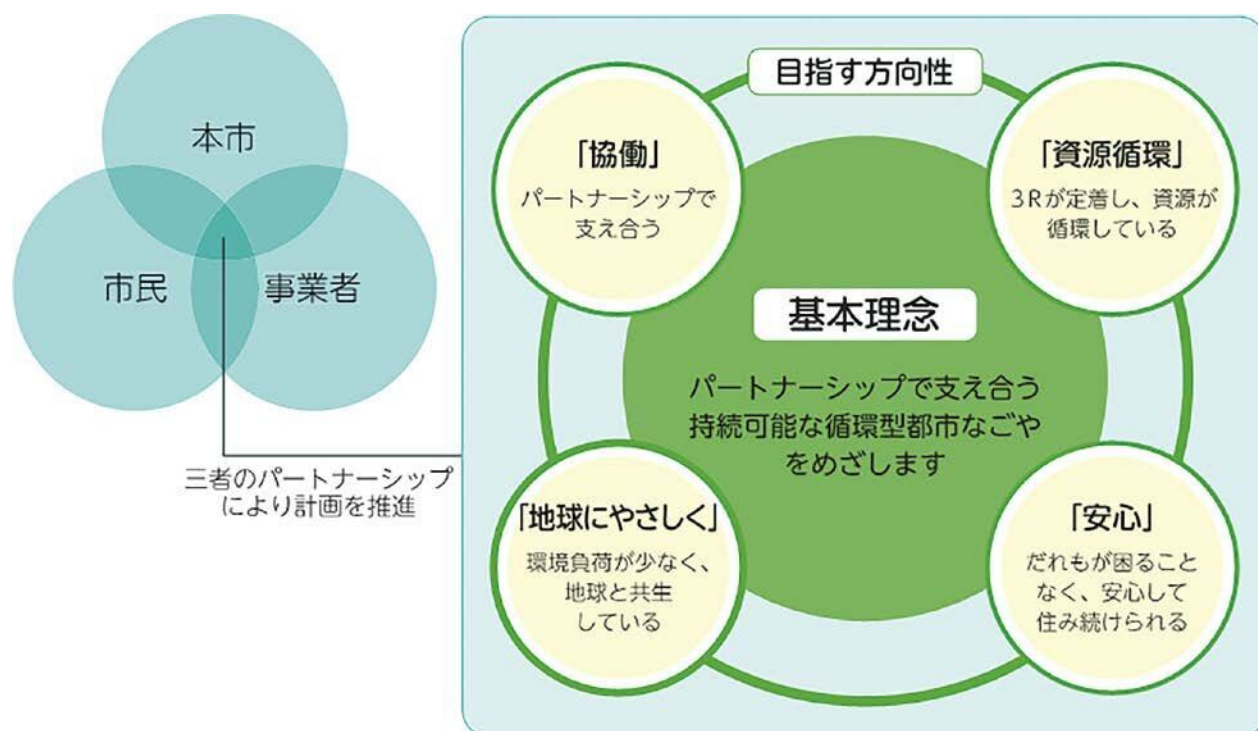 本市
市民
事業者
三者のパートナーシップ
により計画を推進
目指す方向性
「協働」
パートナーシップで
支え合う
「資源循環」
3Rが定着し、資源が
循環している
基本理念
パートナーシップで支え合う
持続可能な循環型都市なごや
をめざします
「地球にやさしく」
環境負荷が少なく、
地球と共生
している
「安心」
だれもが困ること
なく、安心して
住み続けられる